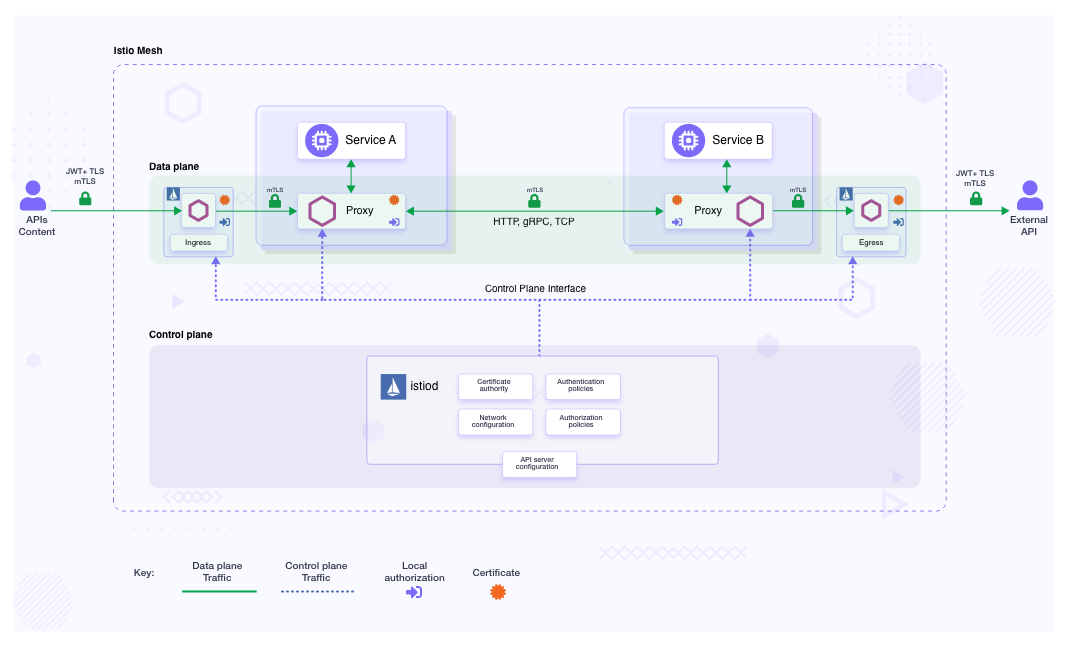 Istio Mesh
Service A
Service B
Data plane
JWT+ TLS
mTLS
mTLS
mTLS
mTLS
JWT+ TLS
mTLS
APIs
Content
Proxy
HTTP, gRPC, TCP
Proxy
External
API
Ingress
Egress
Control Plane Interface
Control plane
istiod
Certificate
authority
Authentication
policies
Network
configuration
Authorization
policies
API server
configuration
Key:
Data plane
Traffic
Control plane
Traffic
Local
authorization
Certificate